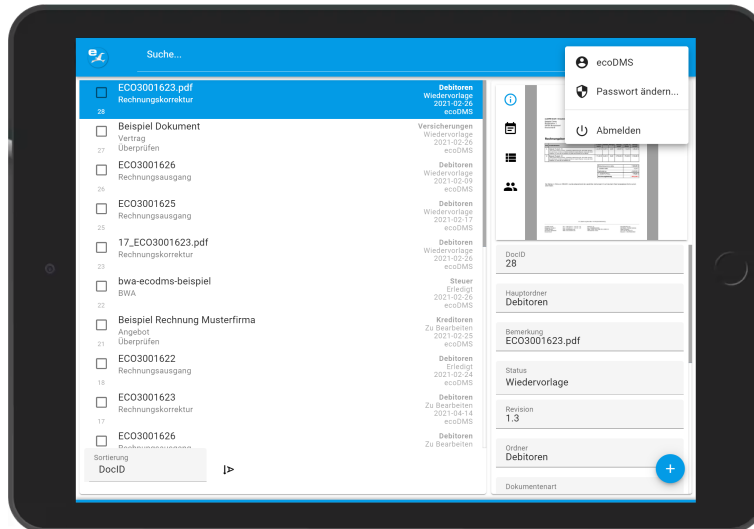 Suche...
ecoDMS
Passwort ändern...
Abmelden
ECO3001623.pdf
Rechnungskorrektur
28
Debitoren
Wiedervorlage
2021-02-26
ecoDMS
Beispiel Dokument
Vertrag
Überprüfen
27
Versicherungen
Wiedervorlage
2021-02-26
ecoDMS
ECO3001626
Rechnungsausgang
26
Debitoren
Wiedervorlage
2021-02-09
ecoDMS
ECO3001625
Rechnungsausgang
25
Debitoren
Wiedervorlage
2021-02-17
ecoDMS
17_ECO3001623.pdf
Rechnungskorrektur
23
Debitoren
Wiedervorlage
2021-02-26
ecoDMS
bwa-ecodms-beispiel
BWA
22
Steuer
Erledigt
2021-02-26
ecoDMS
Beispiel Rechnung Musterfirma
Angebot
Überprüfen
21
Kreditoren
Zu Bearbeiten
2021-02-25
ecoDMS
ECO3001622
Rechnungsausgang
18
Debitoren
Erledigt
2021-02-24
ecoDMS
ECO3001623
Rechnungskorrektur
17
Debitoren
Zu Bearbeiten
2021-04-14
ecoDMS
ECO3001626
Rechnungsausgang
Debitoren
Zu Bearbeiten
Sortierung
DocID
DocID
28
Hauptordner
Debitoren
Bemerkung
ECO3001623.pdf
Status
Wiedervorlage
Revision
1.3
Ordner
Debitoren
Dokumentenart